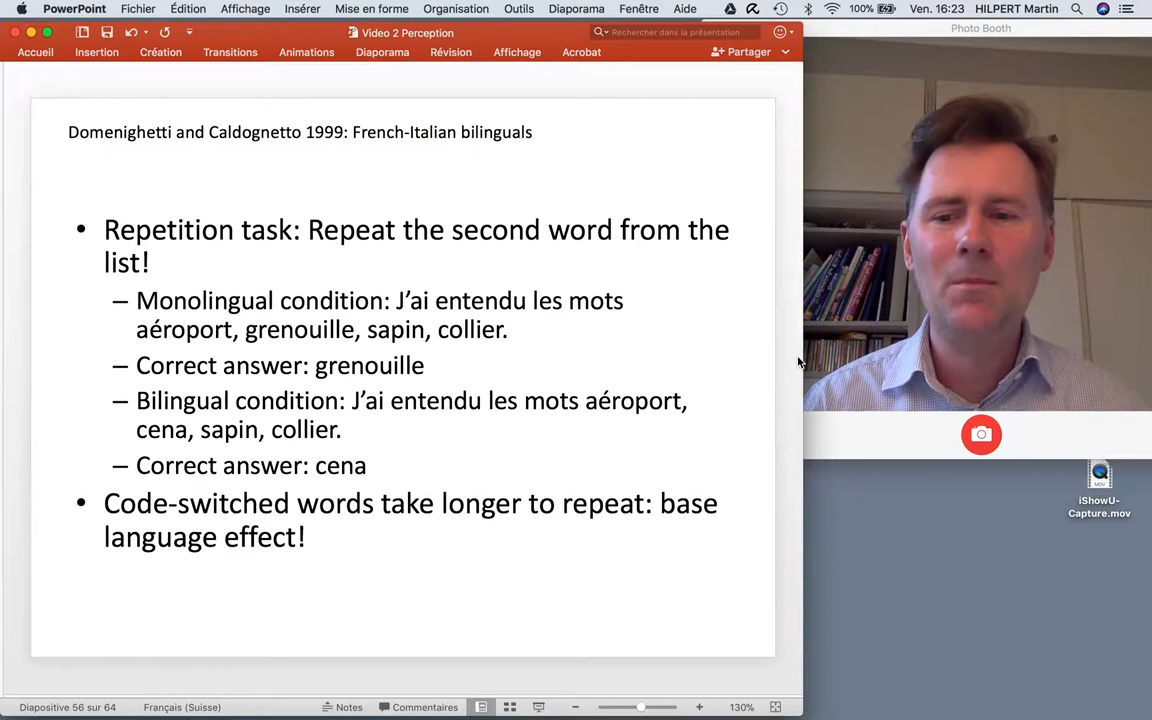 PowerPoint Fichier Édition Affichage Insérer Mise en forme Organisation Outils Diaporama Fenêtre Aide 100% Ven. 16:23 HILPERT Martin
Video 2 Perception
Rechercher dans la présentation
Photo Booth
Accueil Insertion Création Transitions Animations Diaporama Révision Affichage Acrobat Partager
Domenighetti and Caldognetto 1999: French-Italian bilinguals
• Repetition task: Repeat the second word from the
list!
– Monolingual condition: J’ai entendu les mots
aéroport, grenouille, sapin, collier.
– Correct answer: grenouille
– Bilingual condition: J’ai entendu les mots aéroport,
cena, sapin, collier.
– Correct answer: cena
• Code-switched words take longer to repeat: base
language effect!
MOV
iShowU-
Capture.mov
Diapositive 56 sur 64 Français (Suisse) Notes Commentaires 130%